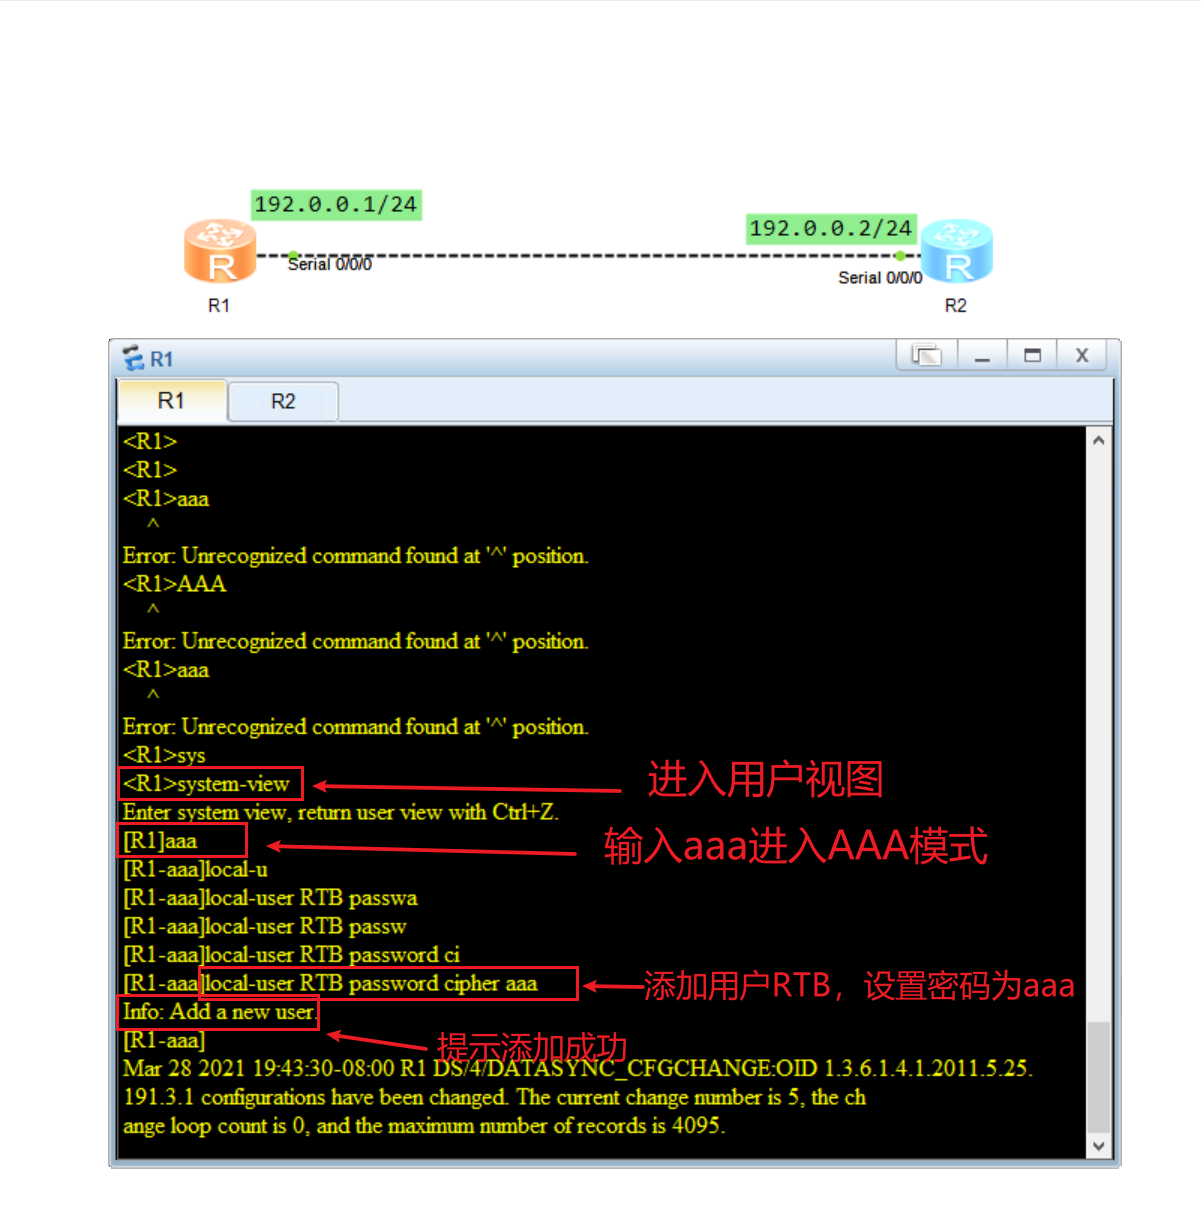 192.0.0.1/24
192.0.0.2/24
R
Serial 0/0/0
R
Serial 0/0/0
R1
R2
R1
X
R1
R2
<R1>
<R1>
<R1>aaa
^
Error: Unrecognized command found at '^' position.
<R1>AAA
^
Error: Unrecognized command found at '^' position.
<R1>aaa
^
Error: Unrecognized command found at '^' position.
<R1>sys
<R1>system-view
进入用户视图
Enter system view, return user view with Ctrl+Z.
[R1]aaa
输入aaa进入AAA模式
[R1-aaa]local-u
[R1-aaa]local-user RTB passwa
[R1-aaa]local-user RTB passw
[R1-aaa]local-user RTB password ci
[R1-aaa]local-user RTB password cipher aaa
添加用户RTB，设置密码为aaa
Info: Add a new user.
[R1-aaa]
提示添加成功
Mar 28 2021 19:43:30-08:00 R1 DS/4/DATASYNC_CFGCHANGE:OID 1.3.6.1.4.1.2011.5.25.
191.3.1 configurations have been changed. The current change number is 5, the ch
ange loop count is 0, and the maximum number of records is 4095.